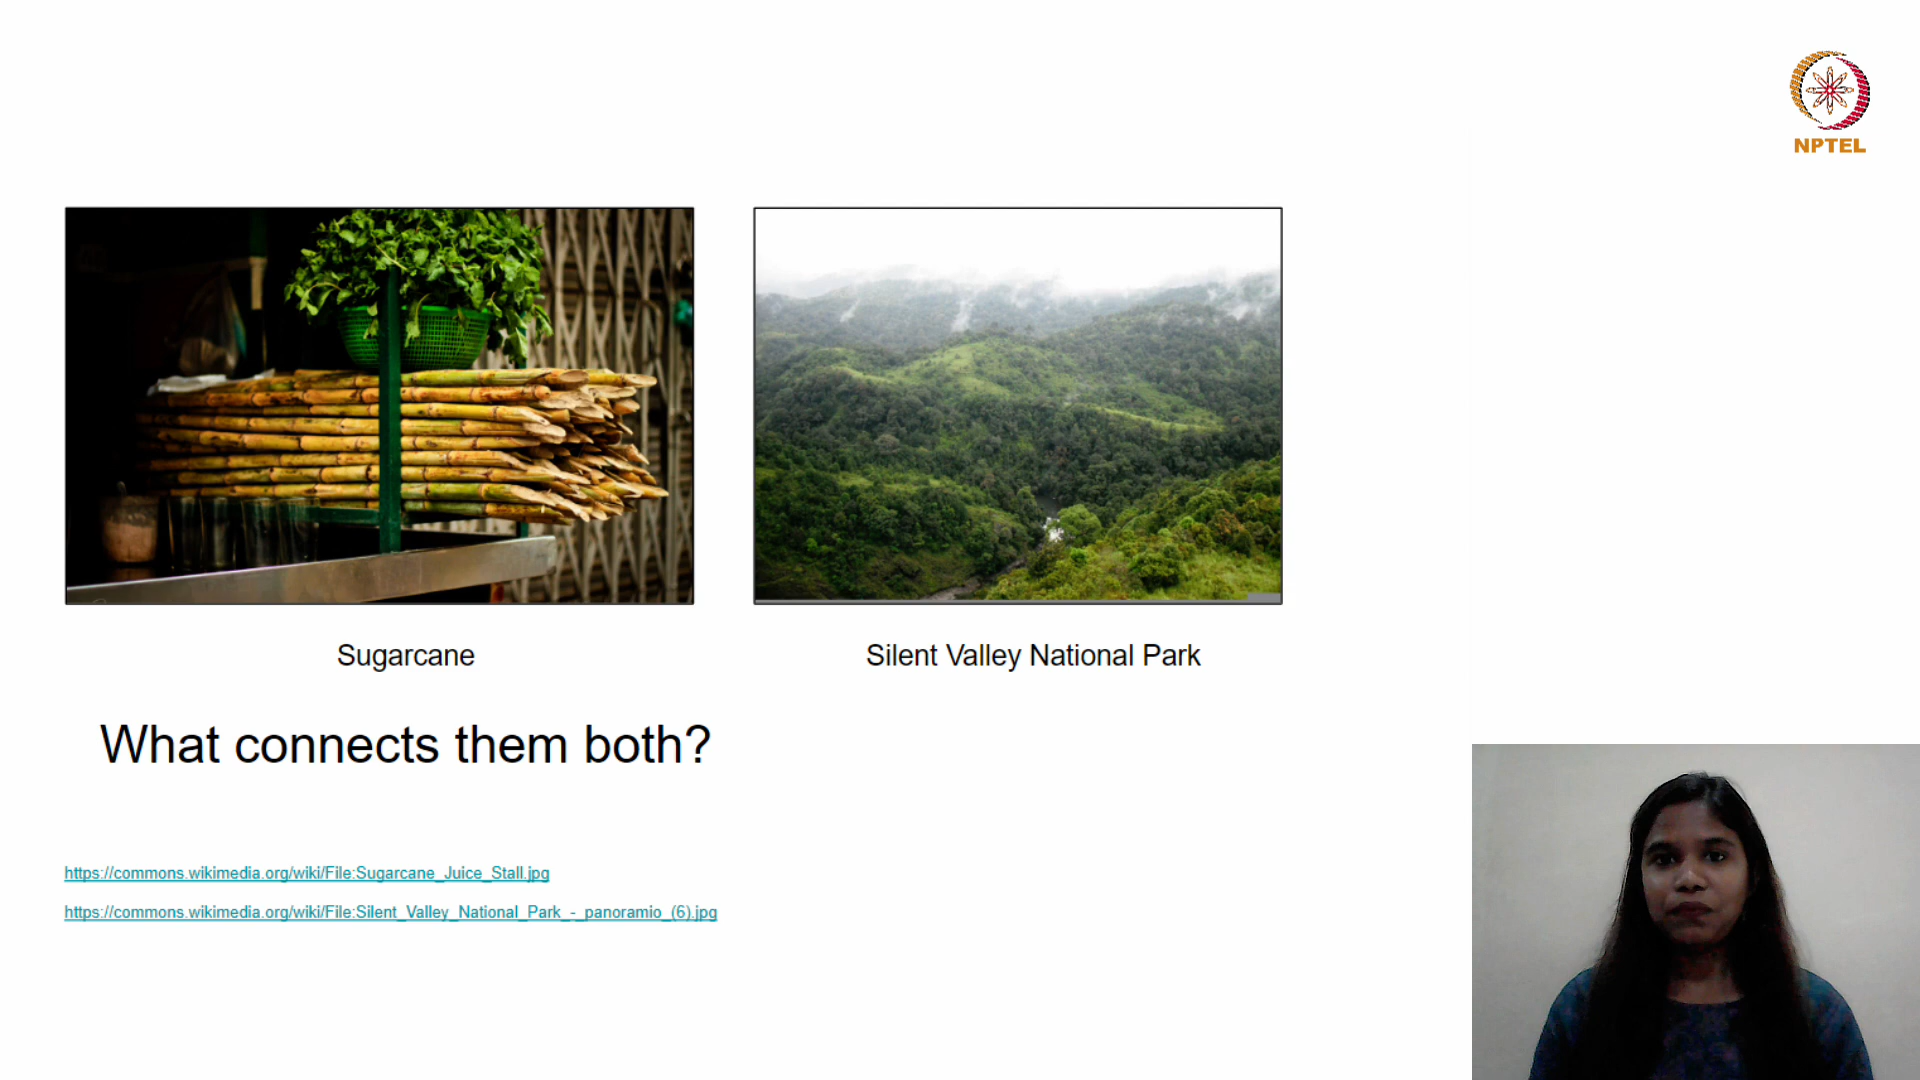 NPTEL
Sugarcane
Silent Valley National Park
What connects them both?
https://commons.wikimedia.org/wiki/File:Sugarcane_Juice_Stall.jpg
https://commons.wikimedia.org/wiki/File:Silent_Valley_National_Park_-_panoramio_(6).jpg